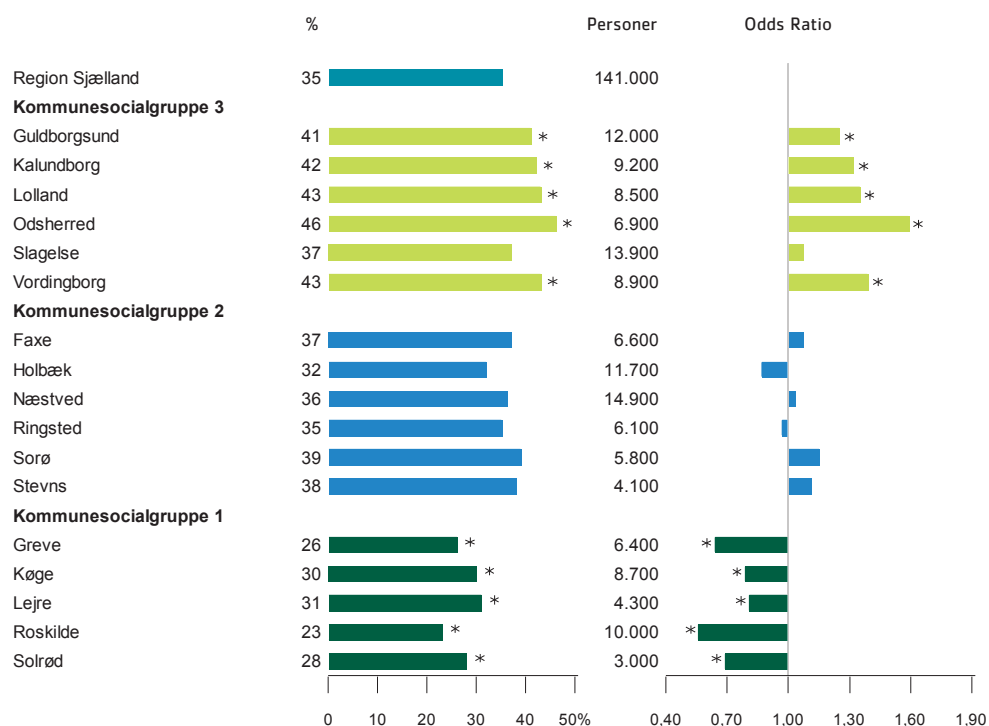 % Personer Odds Ratio
Region Sjælland 35 141.000
Kommunesocialgruppe 3
Guldborgsund 41 * 12.000 *
Kalundborg 42 * 9.200 *
Lolland 43 * 8.500 *
Odsherred 46 * 6.900 *
Slagelse 37 13.900
Vordingborg 43 * 8.900 *
Kommunesocialgruppe 2
Faxe 37 6.600
Holbæk 32 11.700
Næstved 36 14.900
Ringsted 35 6.100
Sorø 39 5.800
Stevns 38 4.100
Kommunesocialgruppe 1
Greve 26 * 6.400 *
Køge 30 * 8.700 *
Lejre 31 * 4.300 *
Roskilde 23 * 10.000 *
Solrød 28 * 3.000 *
0 10 20 30 40 50% 0,40 0,70 1,00 1,30 1,60 1,90